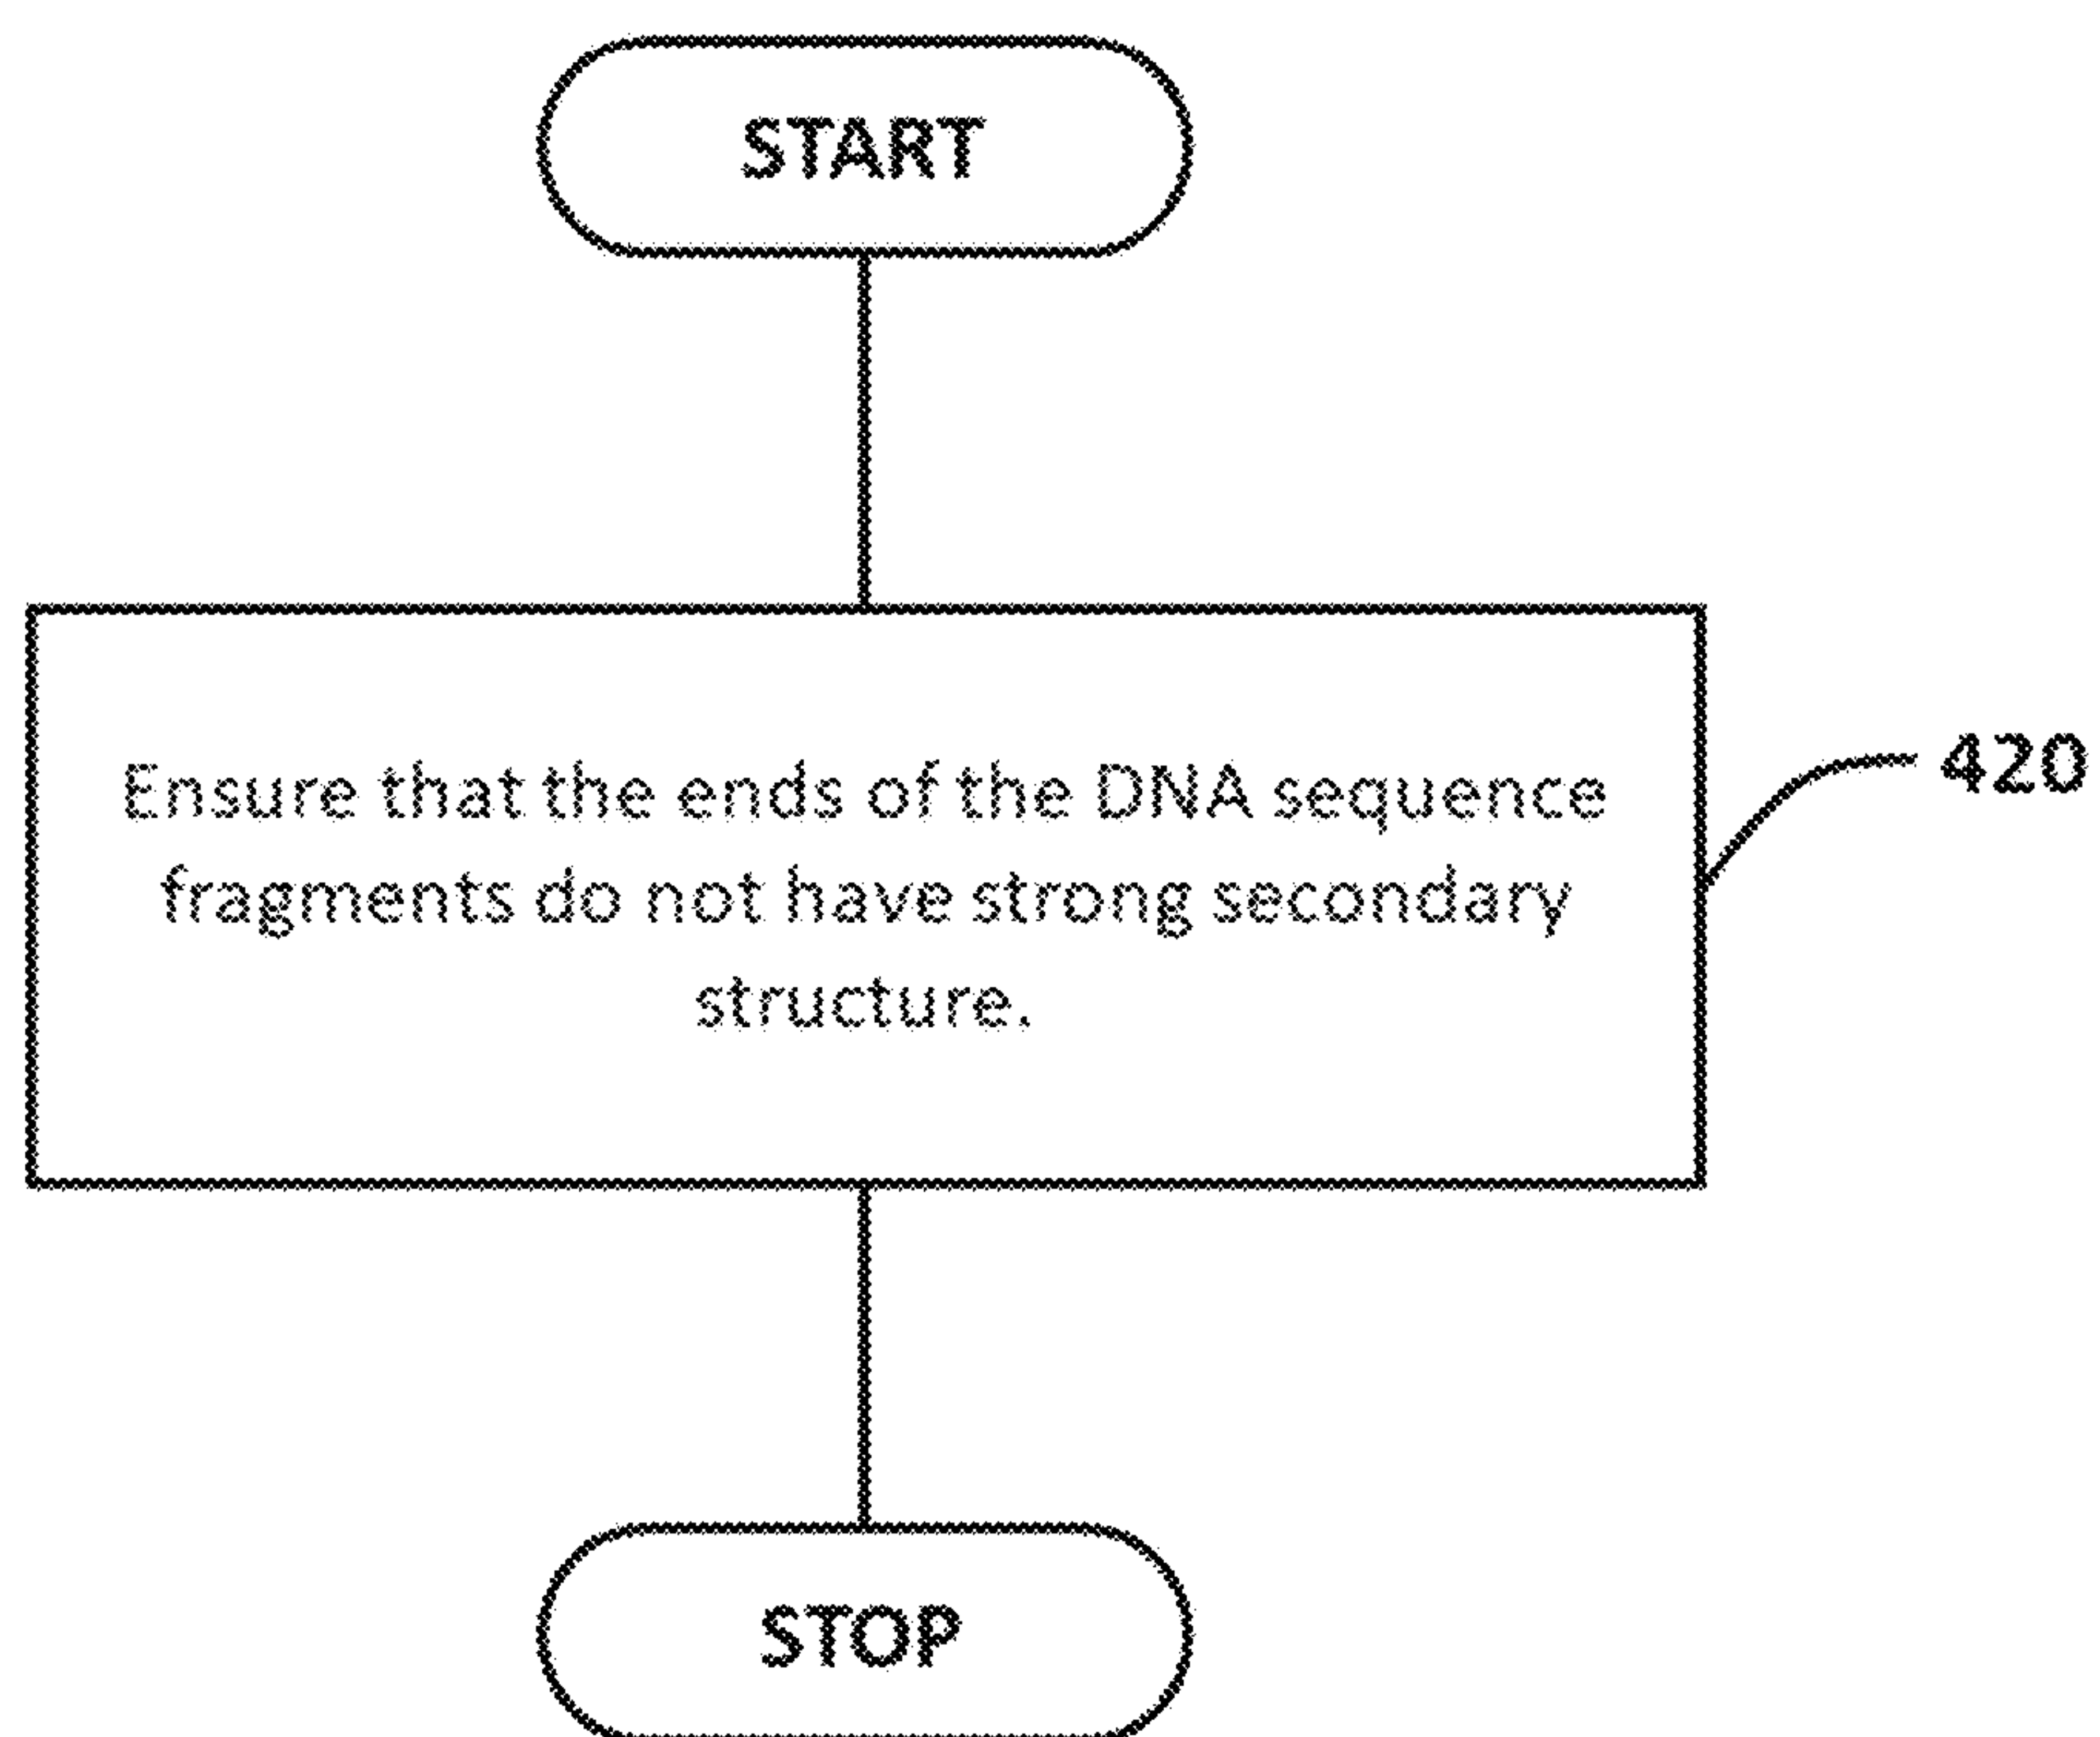 START
Ensure that the ends of the DNA sequence
fragments do not have strong secondary
structure.
420
STOP